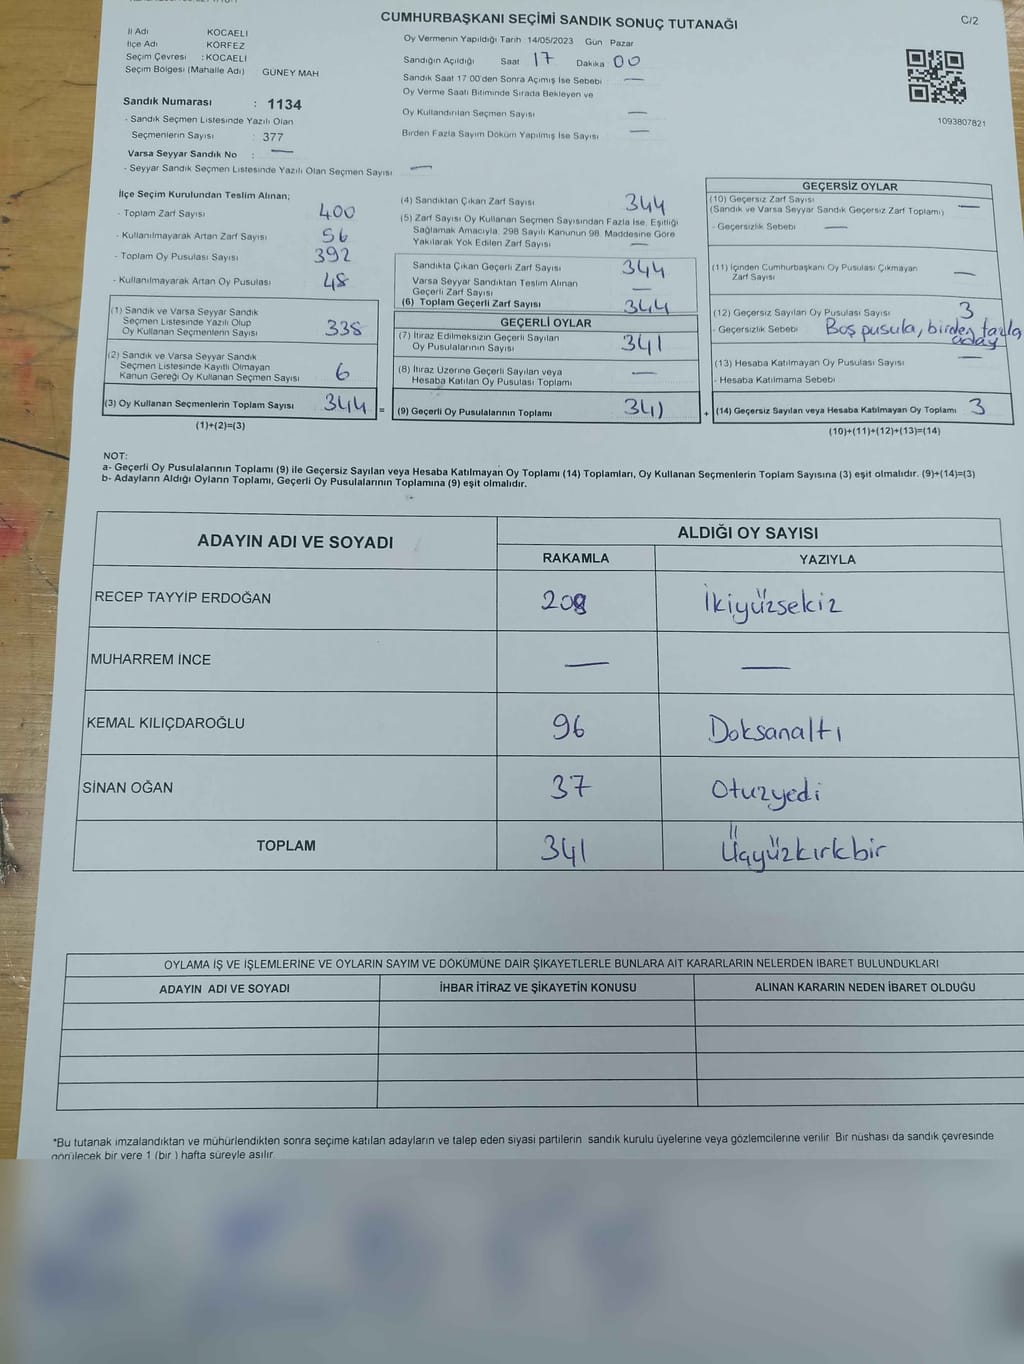 CUMHURBAŞKANI SEÇİMİ SANDIK SONUÇ TUTANAĞI
C/2
İl Adı KOCAELİ
İlçe Adı KÖRFEZ
Seçim Çevresi : KOCAELİ
Seçim Bölgesi (Mahalle Adı) GÜNEY MAH
Sandık Numarası : 1134
- Sandık Seçmen Listesinde Yazılı Olan
Seçmenlerin Sayısı : 377
Varsa Seyyar Sandık No : —
- Seyyar Sandık Seçmen Listesinde Yazılı Olan Seçmen Sayısı —
Oy Vermenin Yapıldığı Tarih 14/05/2023 Gün Pazar
Sandığın Açıldığı Saat 17 Dakika 00
Sandık Saat 17:00'den Sonra Açımış İse Sebebi —
Oy Verme Saati Bitiminde Sırada Bekleyen ve
Oy Kullandırılan Seçmen Sayısı —
Birden Fazla Sayım Döküm Yapılmış İse Sayısı —
1093807821
İlçe Seçim Kurulundan Teslim Alınan;
- Toplam Zarf Sayısı 400
- Kullanılmayarak Artan Zarf Sayısı 56
- Toplam Oy Pusulası Sayısı 392
- Kullanılmayarak Artan Oy Pusulası 48
(1) Sandık ve Varsa Seyyar Sandık
Seçmen Listesinde Yazılı Olup
Oy Kullanan Seçmenlerin Sayısı 338
(2) Sandık ve Varsa Seyyar Sandık
Seçmen Listesinde Kayıtlı Olmayan
Kanun Gereği Oy Kullanan Seçmen Sayısı 6
(3) Oy Kullanan Seçmenlerin Toplam Sayısı 344 =
(1)+(2)=(3)
(4) Sandıktan Çıkan Zarf Sayısı 344
(5) Zarf Sayısı Oy Kullanan Seçmen Sayısından Fazla İse, Eşitliği
Sağlamak Amacıyla, 298 Sayılı Kanunun 98. Maddesine Göre
Yakılarak Yok Edilen Zarf Sayısı —
Sandıkta Çıkan Geçerli Zarf Sayısı 344
Varsa Seyyar Sandıktan Teslim Alınan
Geçerli Zarf Sayısı —
(6) Toplam Geçerli Zarf Sayısı 344
GEÇERLİ OYLAR
(7) İtiraz Edilmeksizin Geçerli Sayılan
Oy Pusulalarının Sayısı 341
(8) İtiraz Üzerine Geçerli Sayılan veya
Hesaba Katılan Oy Pusulası Toplamı —
(9) Geçerli Oy Pusulalarının Toplamı 341 +
GEÇERSİZ OYLAR
(10) Geçersiz Zarf Sayısı —
(Sandık ve Varsa Seyyar Sandık Geçersiz Zarf Toplamı)
- Geçersizlik Sebebi —
(11) İçinden Cumhurbaşkanı Oy Pusulası Çıkmayan
Zarf Sayısı —
(12) Geçersiz Sayılan Oy Pusulası Sayısı 3
- Geçersizlik Sebebi Boş pusula, birden fazla
aday
(13) Hesaba Katılmayan Oy Pusulası Sayısı —
- Hesaba Katılmama Sebebi
(14) Geçersiz Sayılan veya Hesaba Katılmayan Oy Toplamı 3
(10)+(11)+(12)+(13)=(14)
NOT:
a- Geçerli Oy Pusulalarının Toplamı (9) ile Geçersiz Sayılan veya Hesaba Katılmayan Oy Toplamı (14) Toplamları, Oy Kullanan Seçmenlerin Toplam Sayısına (3) eşit olmalıdır. (9)+(14)=(3)
b- Adayların Aldığı Oyların Toplamı, Geçerli Oy Pusulalarının Toplamına (9) eşit olmalıdır.
ADAYIN ADI VE SOYADI ALDIĞI OY SAYISI
RAKAMLA YAZIYLA
RECEP TAYYİP ERDOĞAN 208 İkiyüzsekiz
MUHARREM İNCE — —
KEMAL KILIÇDAROĞLU 96 Doksanaltı
SİNAN OĞAN 37 Otuzyedi
TOPLAM 341 Üçyüzkırkbir
OYLAMA İŞ VE İŞLEMLERİNE VE OYLARIN SAYIM VE DÖKÜMÜNE DAİR ŞİKAYETLERLE BUNLARA AİT KARARLARIN NELERDEN İBARET BULUNDUKLARI
ADAYIN ADI VE SOYADI İHBAR İTİRAZ VE ŞİKAYETİN KONUSU ALINAN KARARIN NEDEN İBARET OLDUĞU
*Bu tutanak imzalandıktan ve mühürlendikten sonra seçime katılan adayların ve talep eden siyasi partilerin sandık kurulu üyelerine veya gözlemcilerine verilir. Bir nüshası da sandık çevresinde
görülecek bir yere 1 (bir ) hafta süreyle asılır.